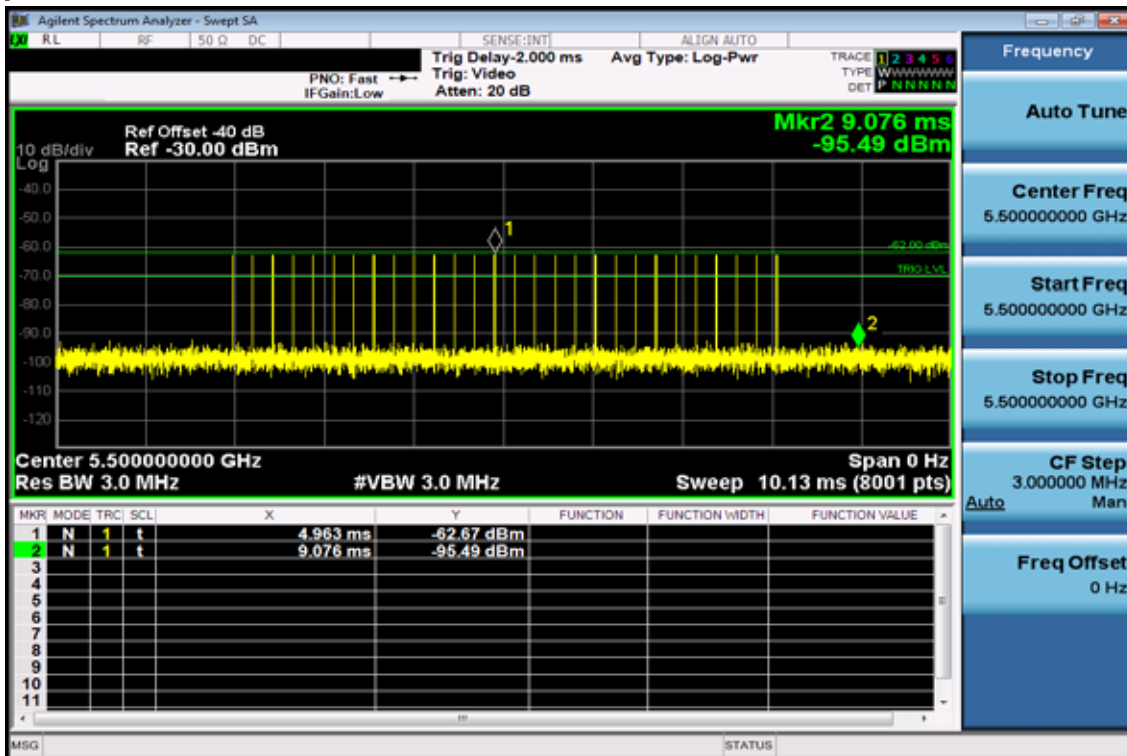 Agilent Spectrum Analyzer - Swept SA
RL RF 50 Ω DC SENSE:INT ALIGN AUTO
Trig Delay-2.000 ms Avg Type: Log-Pwr TRACE 1 2 3 4 5 6
PNO: Fast Trig: Video TYPE WWWWWW
IFGain:Low Atten: 20 dB DET P N N N N N
Frequency
Mkr2 9.076 ms
Ref Offset -40 dB
10 dB/div Ref -30.00 dBm -95.49 dBm
Log
-40.0
-50.0
1
-60.0
-62.00 dBm
TRIG LVL
-70.0
-80.0
2
-90.0
-100
-110
-120
Center 5.500000000 GHz Span 0 Hz
Res BW 3.0 MHz #VBW 3.0 MHz Sweep 10.13 ms (8001 pts)
MKR MODE TRC SCL X Y FUNCTION FUNCTION WIDTH FUNCTION VALUE
1 N 1 t 4.963 ms -62.67 dBm
2 N 1 t 9.076 ms -95.49 dBm
3
4
5
6
7
8
9
10
11
MSG STATUS
Auto Tune
Center Freq
5.500000000 GHz
Start Freq
5.500000000 GHz
Stop Freq
5.500000000 GHz
CF Step
3.000000 MHz
Auto Man
Freq Offset
0 Hz